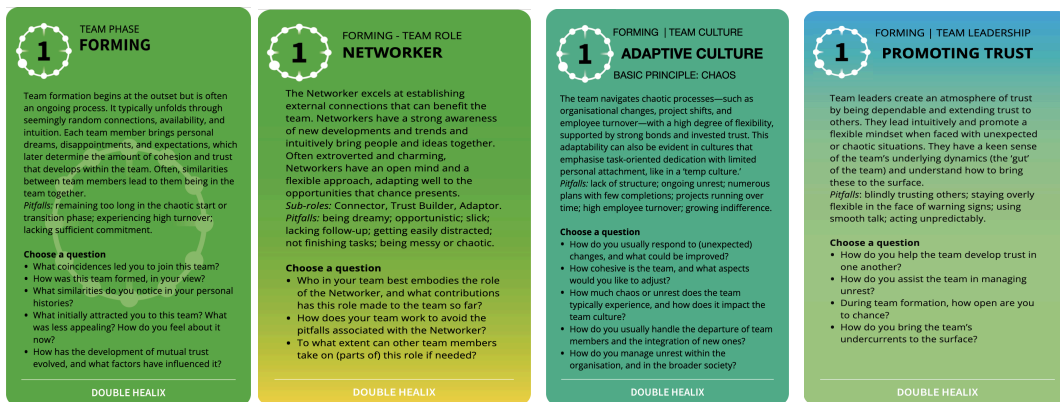 1
TEAM PHASE
FORMING
Team formation begins at the outset but is often
an ongoing process. It typically unfolds through
seemingly random connections, availability, and
intuition. Each team member brings personal
dreams, disappointments, and expectations, which
later determine the amount of cohesion and trust
that develops within the team. Often, similarities
between team members lead to them being in the
team together.
Pitfalls: remaining too long in the chaotic start or
transition phase; experiencing high turnover;
lacking sufficient commitment.
Choose a question
• What coincidences led you to join this team?
• How was this team formed, in your view?
• What similarities do you notice in your personal
histories?
• What initially attracted you to this team? What
was less appealing? How do you feel about it
now?
• How has the development of mutual trust
evolved, and what factors have influenced it?
DOUBLE HEALIX
1
FORMING - TEAM ROLE
NETWORKER
The Networker excels at establishing
external connections that can benefit the
team. Networkers have a strong awareness
of new developments and trends and
intuitively bring people and ideas together.
Often extroverted and charming,
Networkers have an open mind and a
flexible approach, adapting well to the
opportunities that chance presents.
Sub-roles: Connector, Trust Builder, Adaptor.
Pitfalls: being dreamy; opportunistic; slick;
lacking follow-up; getting easily distracted;
not finishing tasks; being messy or chaotic.
Choose a question
• Who in your team best embodies the role
of the Networker, and what contributions
has this role made to the team so far?
• How does your team work to avoid the
pitfalls associated with the Networker?
• To what extent can other team members
take on (parts of) this role if needed?
DOUBLE HEALIX
1
FORMING | TEAM CULTURE
ADAPTIVE CULTURE
BASIC PRINCIPLE: CHAOS
The team navigates chaotic processes—such as
organisational changes, project shifts, and
employee turnover—with a high degree of flexibility,
supported by strong bonds and invested trust. This
adaptability can also be evident in cultures that
emphasise task-oriented dedication with limited
personal attachment, like in a ‘temp culture.’
Pitfalls: lack of structure; ongoing unrest; numerous
plans with few completions; projects running over
time; high employee turnover; growing indifference.
Choose a question
• How do you usually respond to (unexpected)
changes, and what could be improved?
• How cohesive is the team, and what aspects
would you like to adjust?
• How much chaos or unrest does the team
typically experience, and how does it impact the
team culture?
• How do you usually handle the departure of team
members and the integration of new ones?
• How do you manage unrest within the
organisation, and in the broader society?
DOUBLE HEALIX
1
FORMING | TEAM LEADERSHIP
PROMOTING TRUST
Team leaders create an atmosphere of trust
by being dependable and extending trust to
others. They lead intuitively and promote a
flexible mindset when faced with unexpected
or chaotic situations. They have a keen sense
of the team’s underlying dynamics (the ‘gut’
of the team) and understand how to bring
these to the surface.
Pitfalls: blindly trusting others; staying overly
flexible in the face of warning signs; using
smooth talk; acting unpredictably.
Choose a question
• How do you help the team develop trust in
one another?
• How do you assist the team in managing
unrest?
• During team formation, how open are you
to chance?
• How do you bring the team’s
undercurrents to the surface?
DOUBLE HEALIX